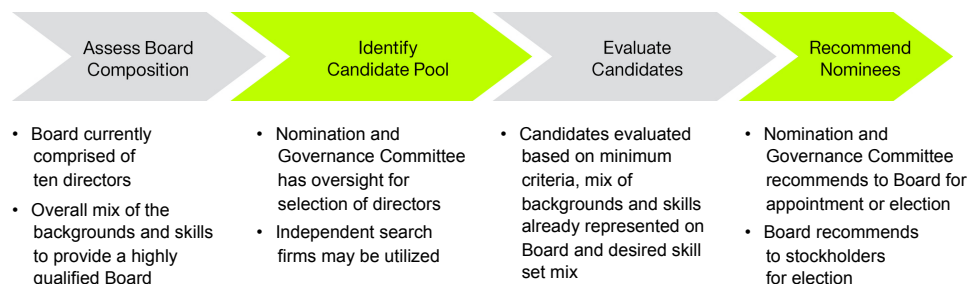 Assess Board
Composition
Identify
Candidate Pool
Evaluate
Candidates
Recommend
Nominees
• Board currently
comprised of
ten directors
• Overall mix of the
backgrounds and skills
to provide a highly
qualified Board
• Nomination and
Governance Committee
has oversight for
selection of directors
• Independent search
firms may be utilized
• Candidates evaluated
based on minimum
criteria, mix of
backgrounds and skills
already represented on
Board and desired skill
set mix
• Nomination and
Governance Committee
recommends to Board for
appointment or election
• Board recommends
to stockholders
for election